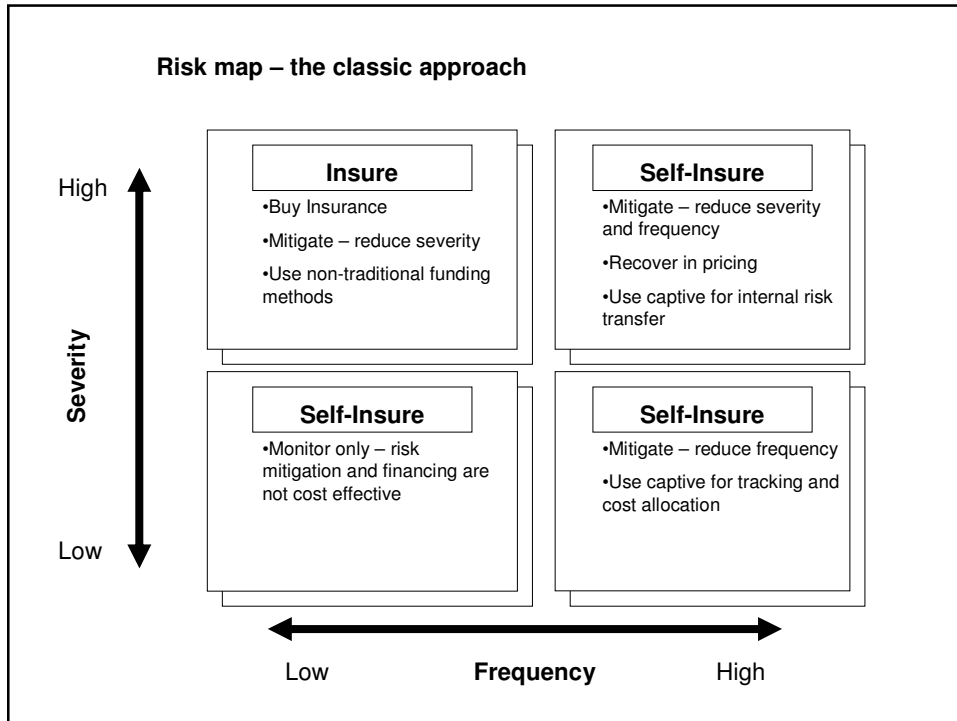 Risk map – the classic approach
High
Severity
Low
Insure
•Buy Insurance
•Mitigate – reduce severity
•Use non-traditional funding
methods
Self-Insure
•Mitigate – reduce severity
and frequency
•Recover in pricing
•Use captive for internal risk
transfer
Self-Insure
•Monitor only – risk
mitigation and financing are
not cost effective
Self-Insure
•Mitigate – reduce frequency
•Use captive for tracking and
cost allocation
Low
Frequency
High